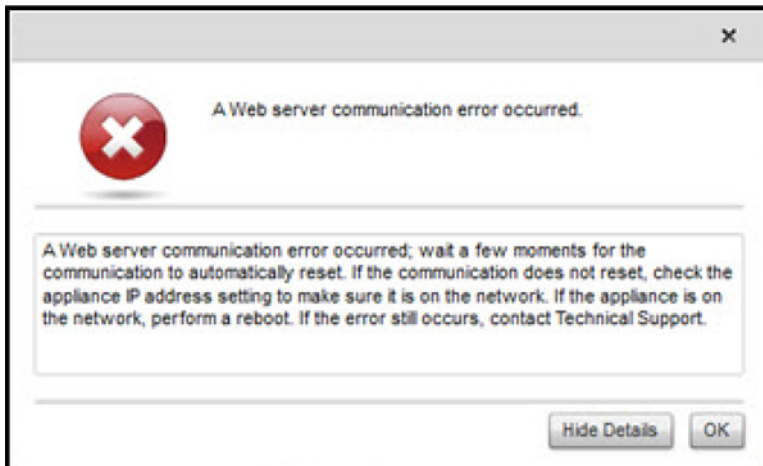 A Web server communication error occurred.
A Web server communication error occurred; wait a few moments for the
communication to automatically reset. If the communication does not reset, check the
appliance IP address setting to make sure it is on the network. If the appliance is on
the network, perform a reboot. If the error still occurs, contact Technical Support.
Hide Details OK